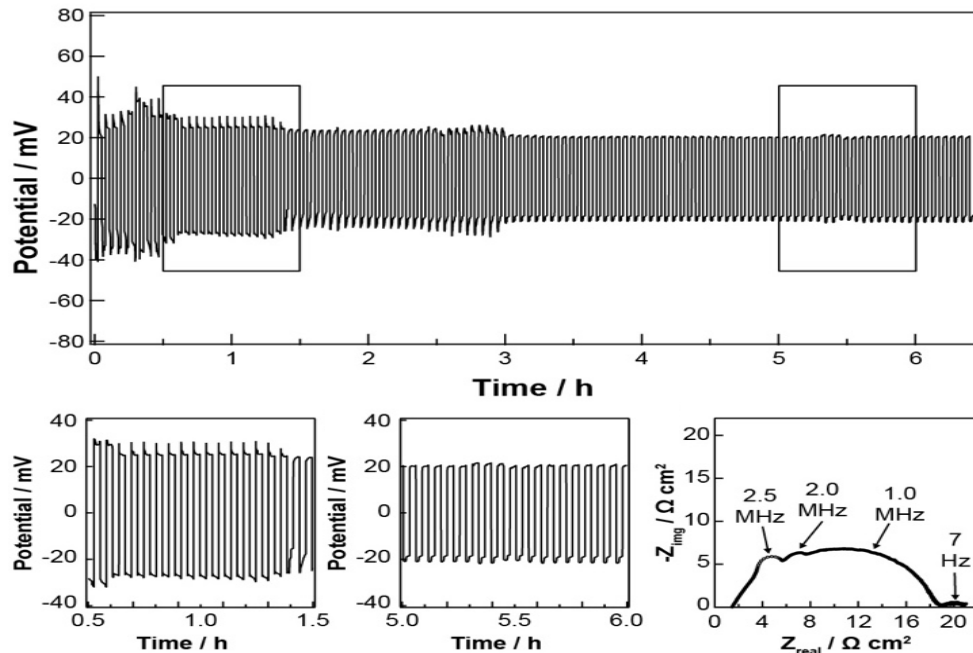 80
60
40
20
0
-20
-40
-60
-80
Potential / mV
0 1 2 3 4 5 6
Time / h
40
20
0
-20
-40
Potential / mV
0.5 1.0 1.5
Time / h
40
20
0
-20
-40
Potential / mV
5.0 5.5 6.0
Time / h
20
15
10
5
0
-Zimg / Ω cm²
2.5
MHz
2.0
MHz
1.0
MHz
7
Hz
0 4 8 12 16 20
Zreal / Ω cm²